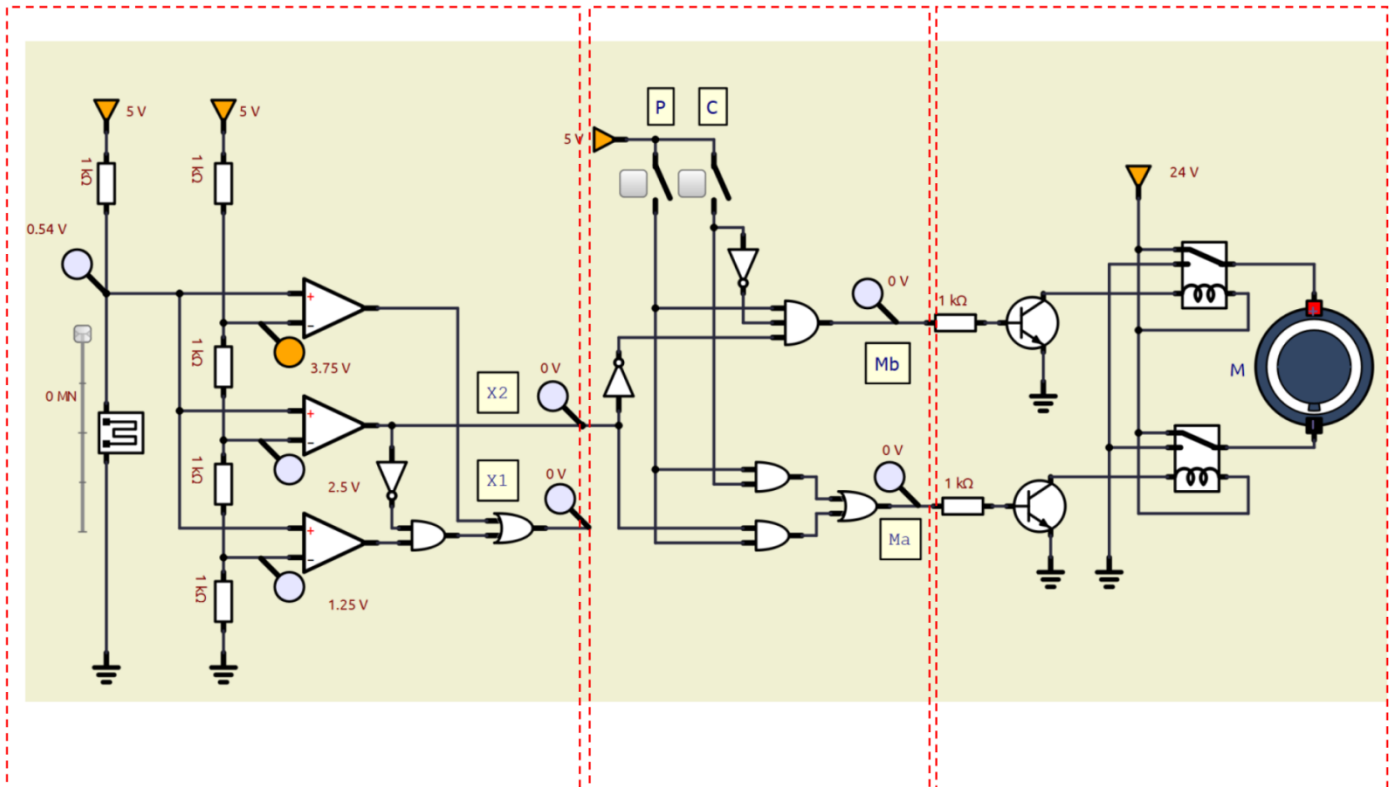 P
C
5 V
5 V
5 V
1 kΩ
1 kΩ
24 V
0.54 V
0 V
1 kΩ
+
−
3.75 V
1 kΩ
Mb
M
0 MN
X2
0 V
+
−
2.5 V
1 kΩ
X1
0 V
0 V
1 kΩ
+
−
Ma
1.25 V
1 kΩ